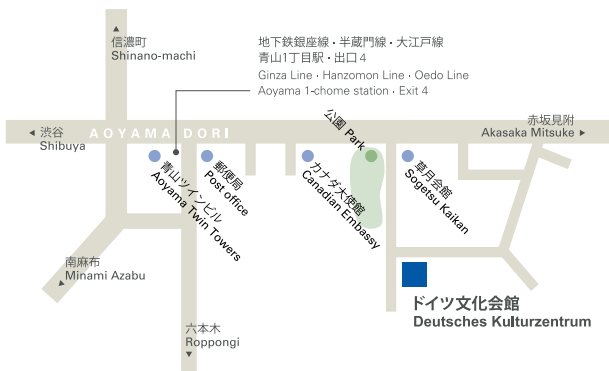 信濃町
Shinano-machi
地下鉄銀座線・半蔵門線・大江戸線
青山1丁目駅・出口4
Ginza Line · Hanzomon Line · Oedo Line
Aoyama 1-chome station · Exit 4
渋谷
Shibuya
AOYAMA DORI
赤坂見附
Akasaka Mitsuke
青山ツインビル
Aoyama Twin Towers
郵便局
Post office
カナダ大使館
Canadian Embassy
公園 Park
草月会館
Sogetsu Kaikan
南麻布
Minami Azabu
六本木
Roppongi
ドイツ文化会館
Deutsches Kulturzentrum